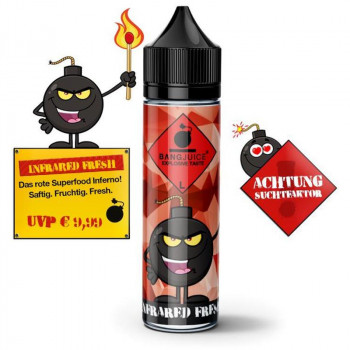 INFRARED FRESH
Das rote Superfood Inferno!
Saftig. Fruchtig. Fresh.
UVP € 9,99
BANGJUICE®
EXPLOSIVE TASTE
L
NFRARED FRES
ACHTUNG
SUCHTFAKTOR